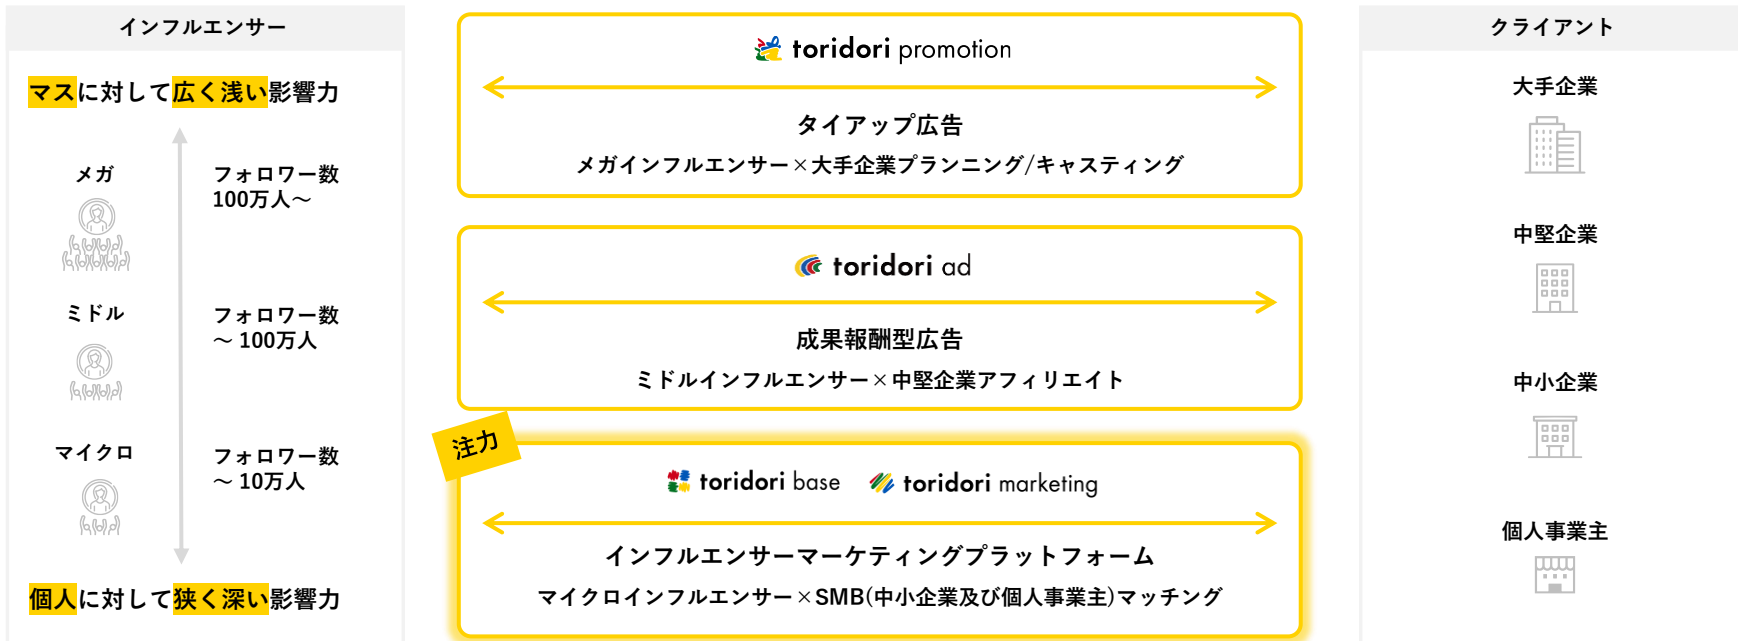 インフルエンサー
マスに対して広く浅い影響力
メガ
フォロワー数
100万人～
ミドル
フォロワー数
～ 100万人
マイクロ
フォロワー数
～ 10万人
個人に対して狭く深い影響力
toridori promotion
タイアップ広告
メガインフルエンサー×大手企業プランニング/キャスティング
toridori ad
成果報酬型広告
ミドルインフルエンサー×中堅企業アフィリエイト
注力
toridori base toridori marketing
インフルエンサーマーケティングプラットフォーム
マイクロインフルエンサー×SMB(中小企業及び個人事業主)マッチング
クライアント
大手企業
中堅企業
中小企業
個人事業主